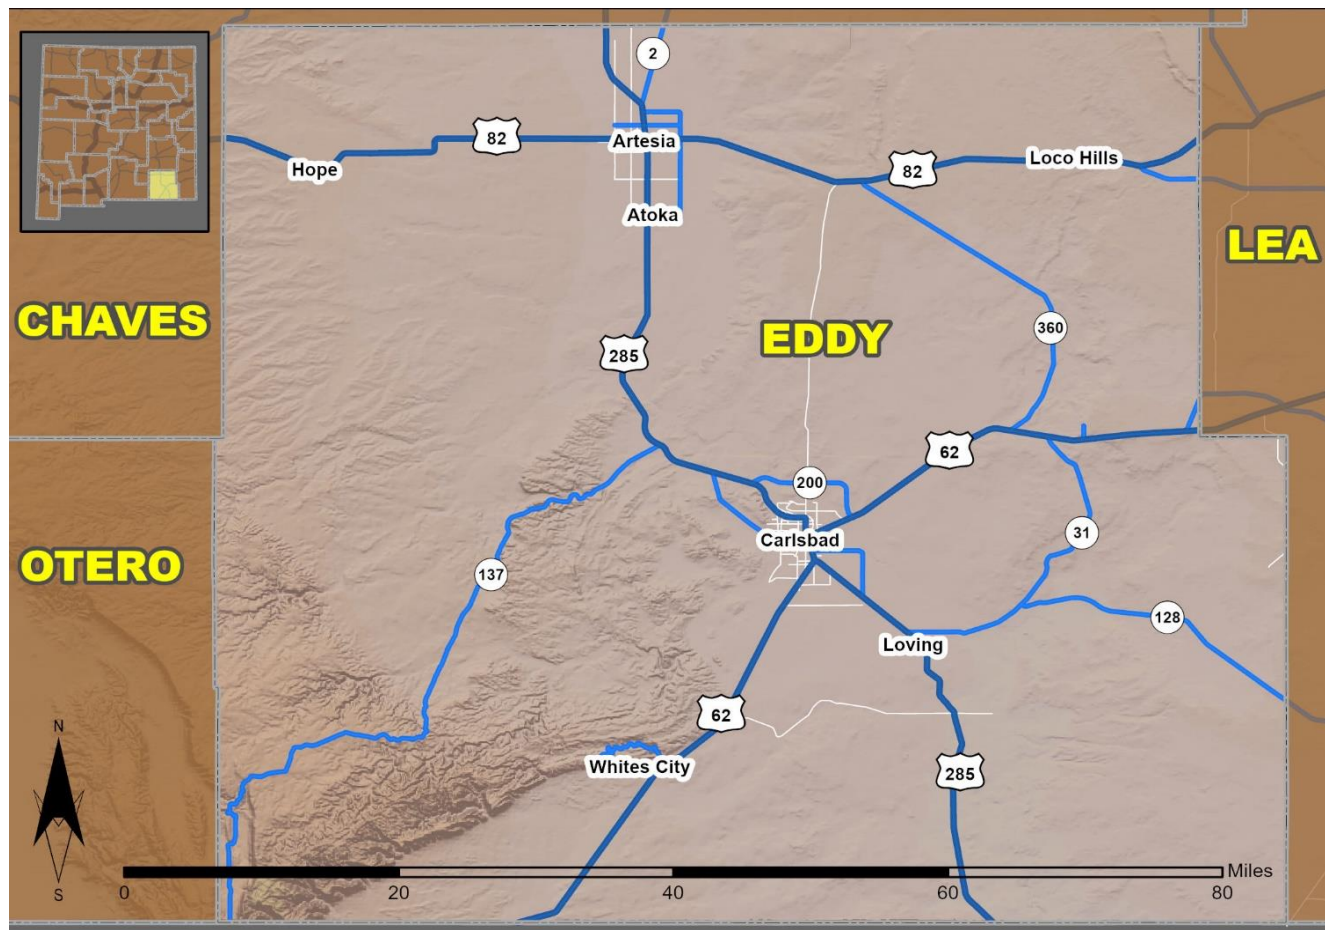 2
82
Artesia
Hope
82
Loco Hills
Atoka
LEA
CHAVES
EDDY
360
285
62
200
31
Carlsbad
OTERO
137
128
Loving
62
N
Whites City
285
S
Miles
0
20
40
60
80